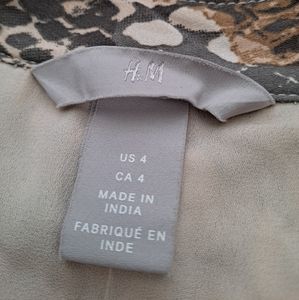 H&M
US 4
CA 4
MADE IN
INDIA
FABRIQUÉ EN
INDE